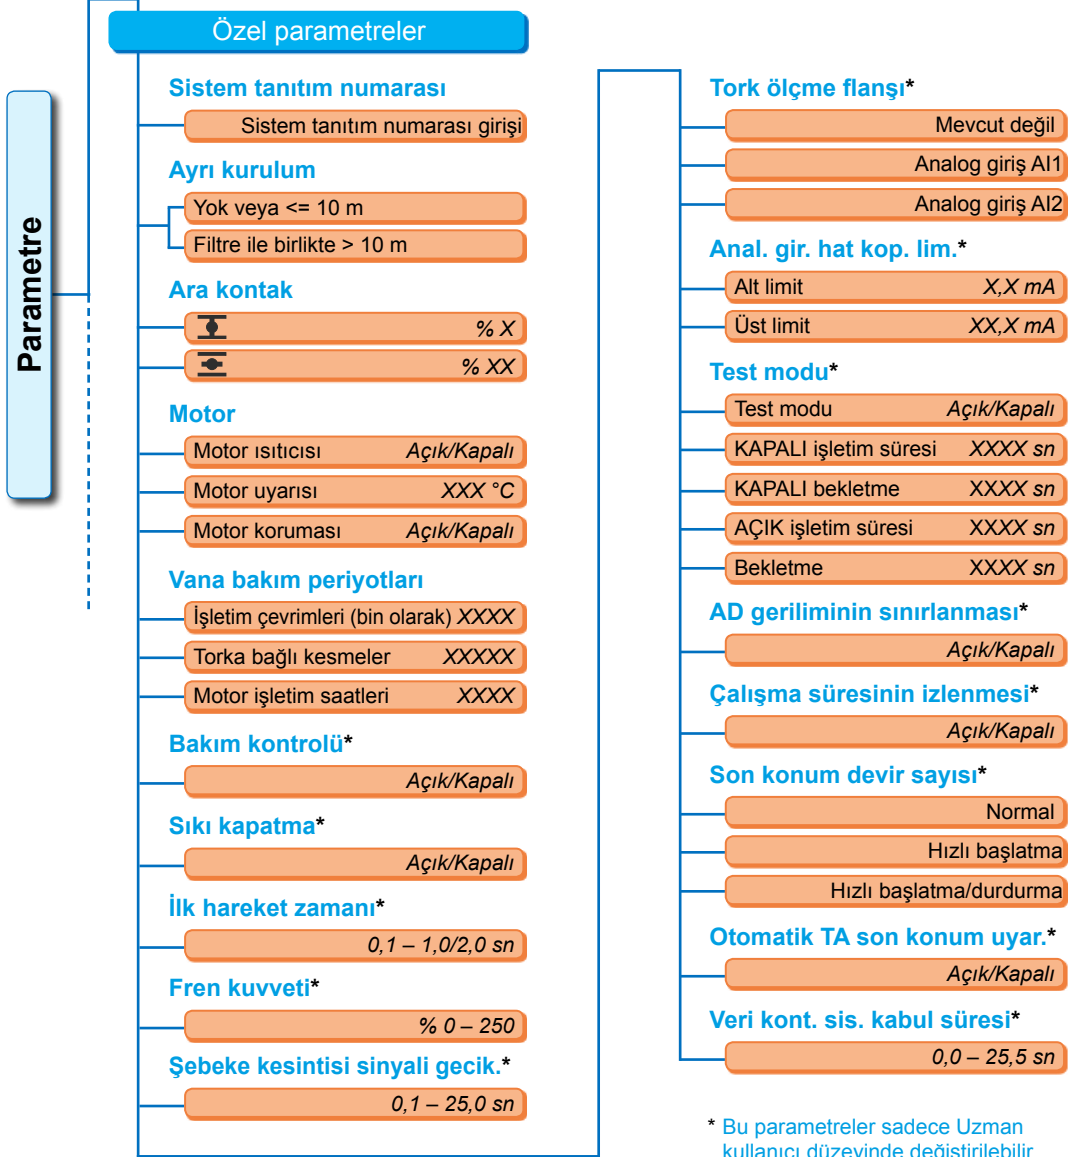 Parametre
Özel parametreler
Sistem tanıtım numarası
Sistem tanıtım numarası girişi
Ayrı kurulum
Yok veya <= 10 m
Filtre ile birlikte > 10 m
Ara kontak
% X
% XX
Motor
Motor ısıtıcısı Açık/Kapalı
Motor uyarısı XXX °C
Motor koruması Açık/Kapalı
Vana bakım periyotları
İşletim çevrimleri (bin olarak) XXXX
Torka bağlı kesmeler XXXXX
Motor işletim saatleri XXXX
Bakım kontrolü*
Açık/Kapalı
Sıkı kapatma*
Açık/Kapalı
İlk hareket zamanı*
0,1 – 1,0/2,0 sn
Fren kuvveti*
% 0 – 250
Şebeke kesintisi sinyali gecik.*
0,1 – 25,0 sn
Tork ölçme flanşı*
Mevcut değil
Analog giriş AI1
Analog giriş AI2
Anal. gir. hat kop. lim.*
Alt limit X,X mA
Üst limit XX,X mA
Test modu*
Test modu Açık/Kapalı
KAPALI işletim süresi XXXX sn
KAPALI bekletme XXXX sn
AÇIK işletim süresi XXXX sn
Bekletme XXXX sn
AD geriliminin sınırlanması*
Açık/Kapalı
Çalışma süresinin izlenmesi*
Açık/Kapalı
Son konum devir sayısı*
Normal
Hızlı başlatma
Hızlı başlatma/durdurma
Otomatik TA son konum uyar.*
Açık/Kapalı
Veri kont. sis. kabul süresi*
0,0 – 25,5 sn
* Bu parametreler sadece Uzman
kullanıcı düzeyinde değiştirilebilir